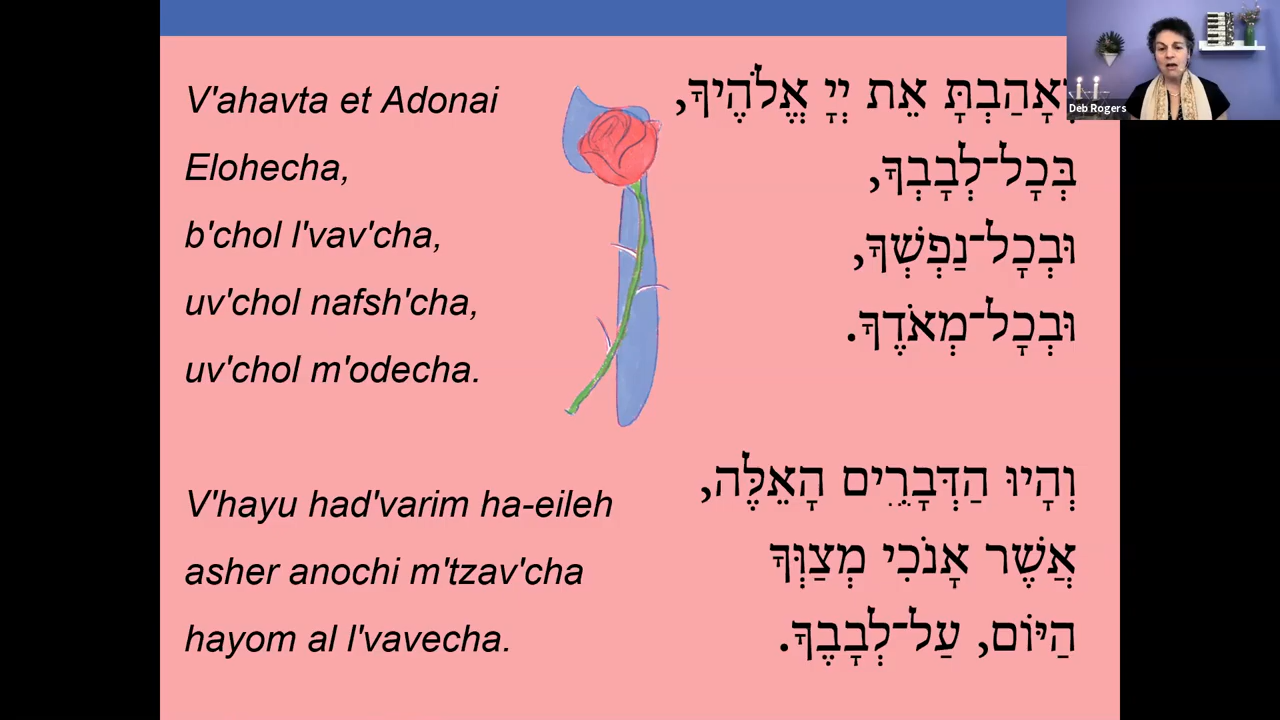 V'ahavta et Adonai
Elohecha,
b'chol l'vav'cha,
uv'chol nafsh'cha,
uv'chol m'odecha.
V'hayu had'varim ha-eileh
asher anochi m'tzav'cha
hayom al l'vavecha.
וְאָהַבְתָּ אֵת יְיָ אֱלֹהֶיךָ,
בְּכׇל־לְבָבְךָ,
וּבְכׇל־נַפְשְׁךָ,
וּבְכׇל־מְאֹדֶךָ.
וְהָיוּ הַדְּבָרִים הָאֵלֶּה,
אֲשֶׁר אָנֹכִי מְצַוְּךָ
הַיּוֹם, עַל־לְבָבֶךָ.
Deb Rogers